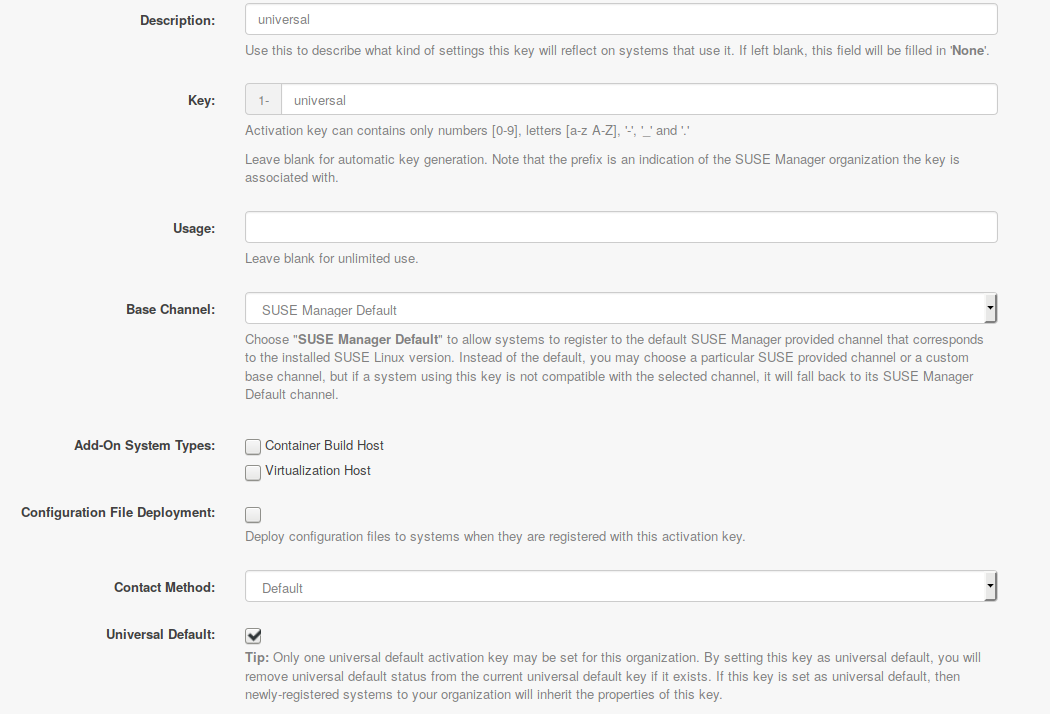 Description: universal
Use this to describe what kind of settings this key will reflect on systems that use it. If left blank, this field will be filled in 'None'.
Key: 1- universal
Activation key can contains only numbers [0-9], letters [a-z A-Z], '-', '_' and '.'
Leave blank for automatic key generation. Note that the prefix is an indication of the SUSE Manager organization the key is
associated with.
Usage:
Leave blank for unlimited use.
Base Channel: SUSE Manager Default
Choose "SUSE Manager Default" to allow systems to register to the default SUSE Manager provided channel that corresponds
to the installed SUSE Linux version. Instead of the default, you may choose a particular SUSE provided channel or a custom
base channel, but if a system using this key is not compatible with the selected channel, it will fall back to its SUSE Manager
Default channel.
Add-On System Types: Container Build Host
Virtualization Host
Configuration File Deployment:
Deploy configuration files to systems when they are registered with this activation key.
Contact Method: Default
Universal Default:
Tip: Only one universal default activation key may be set for this organization. By setting this key as universal default, you will
remove universal default status from the current universal default key if it exists. If this key is set as universal default, then
newly-registered systems to your organization will inherit the properties of this key.